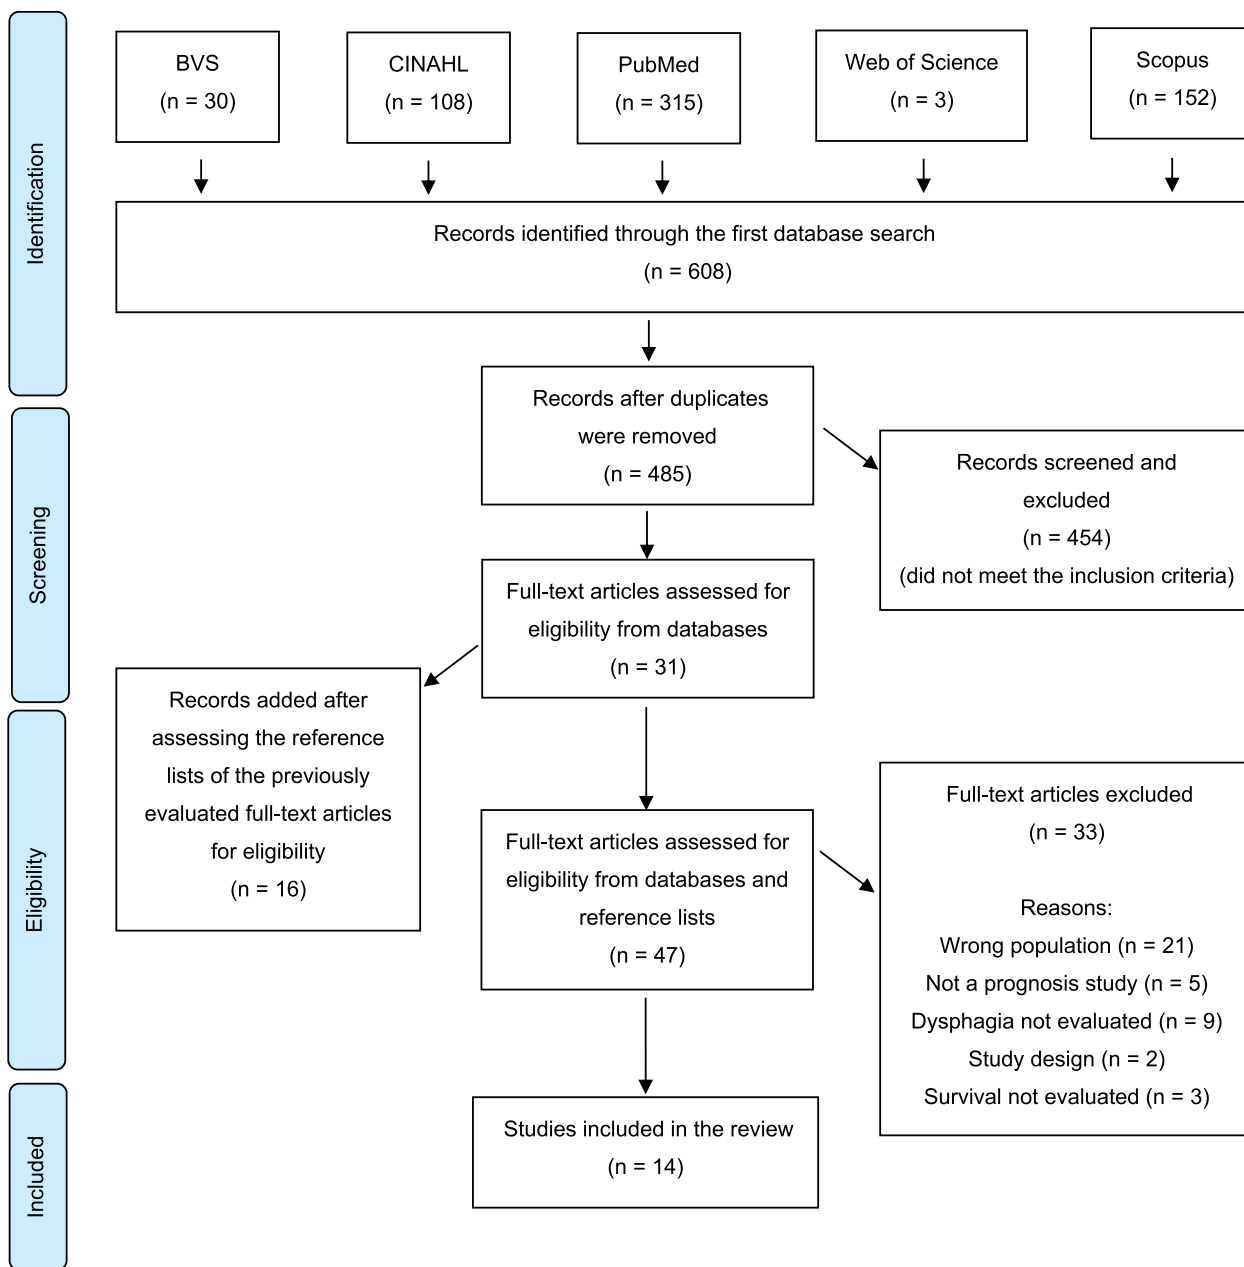 Identification
BVS
(n = 30)
CINAHL
(n = 108)
PubMed
(n = 315)
Web of Science
(n = 3)
Scopus
(n = 152)
Records identified through the first database search
(n = 608)
Screening
Records after duplicates
were removed
(n = 485)
Records screened and
excluded
(n = 454)
(did not meet the inclusion criteria)
Full-text articles assessed for
eligibility from databases
(n = 31)
Eligibility
Records added after
assessing the reference
lists of the previously
evaluated full-text articles
for eligibility
(n = 16)
Full-text articles assessed for
eligibility from databases and
reference lists
(n = 47)
Full-text articles excluded
(n = 33)
Reasons:
Wrong population (n = 21)
Not a prognosis study (n = 5)
Dysphagia not evaluated (n = 9)
Study design (n = 2)
Survival not evaluated (n = 3)
Included
Studies included in the review
(n = 14)